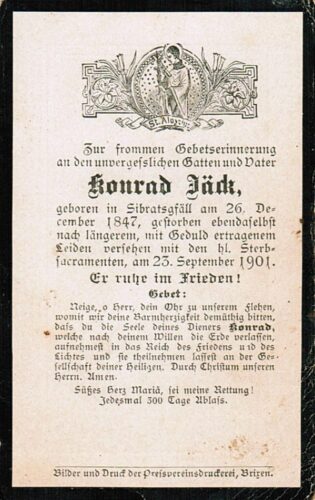 St. Aloysius
Zur frommen Gebetserinnerung
an den unvergeßlichen Gatten und Vater
Konrad Jäck,
geboren in Sibratsgfäll am 26. De-
cember 1847, gestorben ebendaselbst
nach längerem, mit Geduld ertragenem
Leiden versehen mit den hl. Sterb-
sacramenten, am 23. September 1901.
Er ruhe im Frieden!
Gebet:
Neige, o Herr, dein Ohr zu unserem Flehen,
womit wir deine Barmherzigkeit demüthig bitten,
dass du die Seele deines Dieners Konrad,
welche nach deinem Willen die Erde verlassen,
aufnehmest in das Reich des Friedens und des
Lichtes und sie theilnehmen lassest an der Ge-
sellschaft deiner Heiligen. Durch Christum unseren
Herrn. Amen.
Süßes Herz Mariä, sei meine Rettung!
Jedesmal 300 Tage Ablass.
Bilder und Druck der Pressvereinsdruckerei, Brixen.